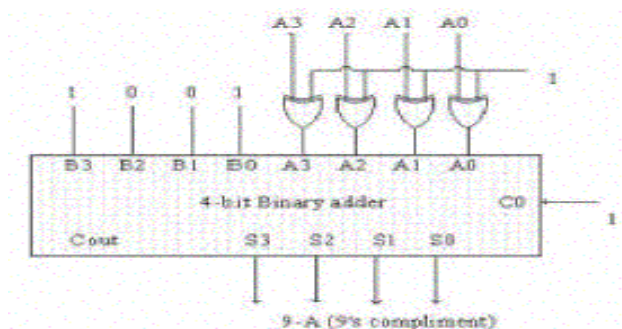 A3 A2 A1 A0
1
1 0 0 1
B3 B2 B1 B0 A3 A2 A1 A0
4-bit Binary adder C0
1
Cout S3 S2 S1 S0
9-A (9's compliment)